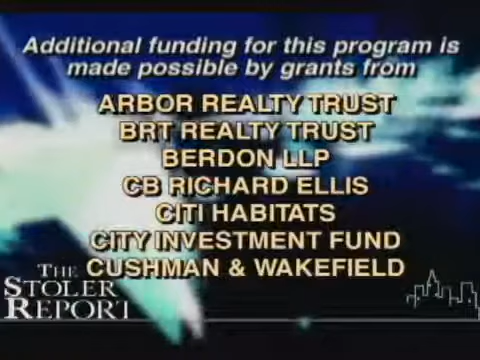 Additional funding for this program is
made possible by grants from
ARBOR REALTY TRUST
BRT REALTY TRUST
BERDON LLP
CB RICHARD ELLIS
CITI HABITATS
CITY INVESTMENT FUND
CUSHMAN & WAKEFIELD
THE
STOLER
REPORT